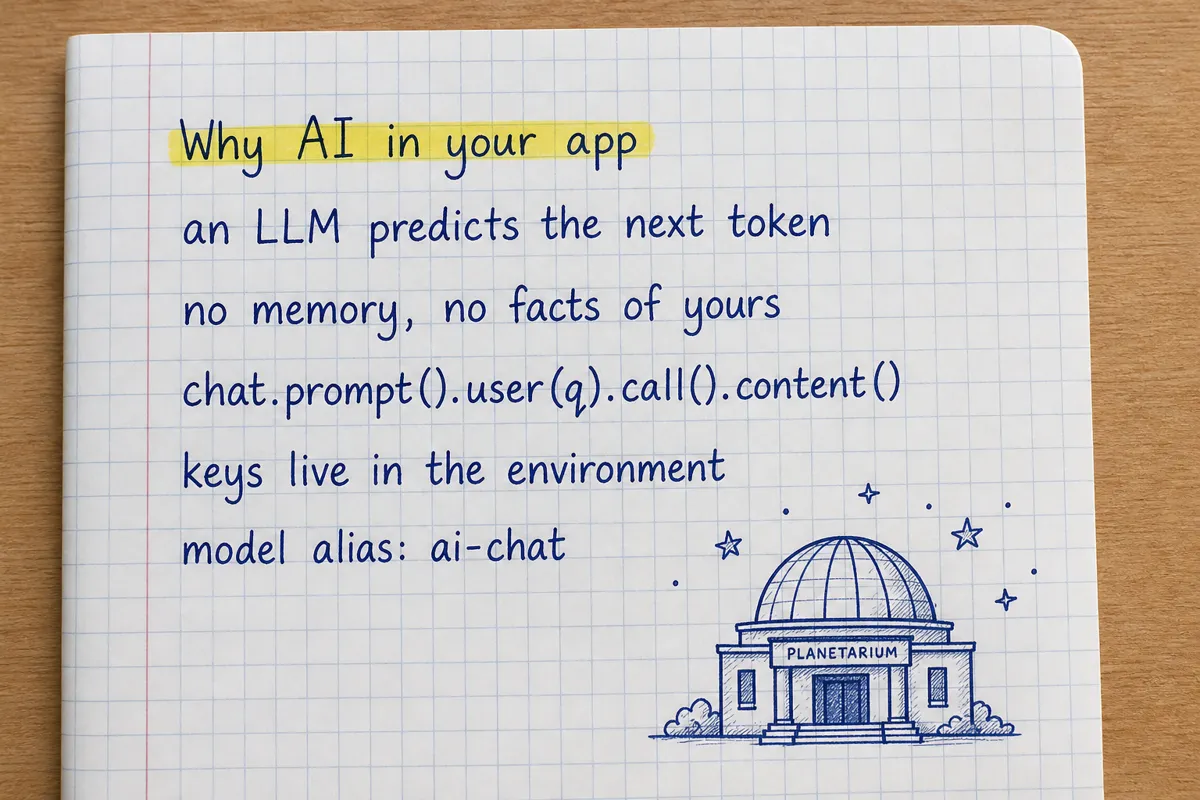 Why AI in your app
an LLM predicts the next token
no memory, no facts of yours
chat.prompt().user(q).call().content()
keys live in the environment
model alias: ai-chat
PLANETARIUM